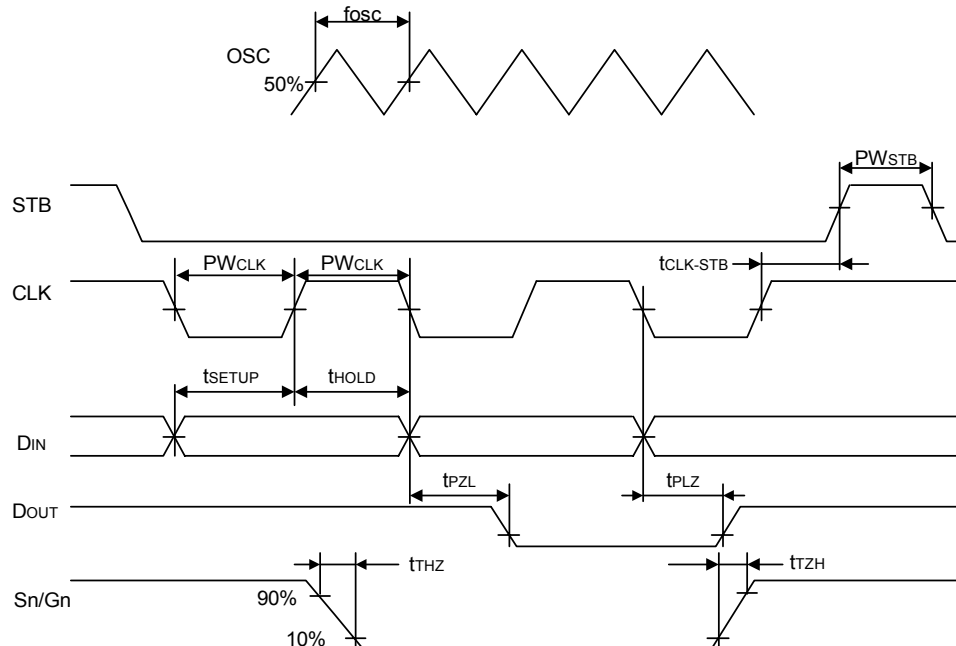 fosc
OSC
50%
PWSTB
STB
tCLK-STB
PWCLK PWCLK
CLK
tSETUP tHOLD
DIN
tPZL tPLZ
DOUT
tTHZ tTZH
Sn/Gn
90%
10%